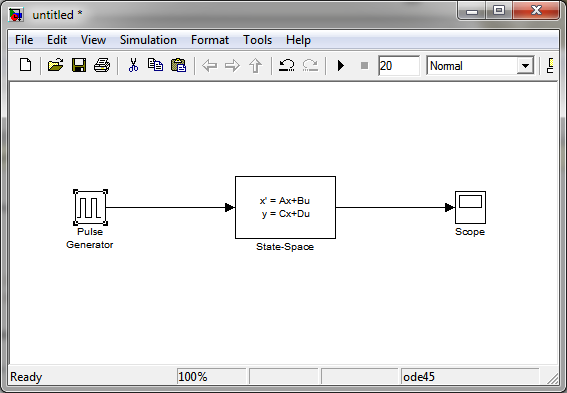 untitled *
File Edit View Simulation Format Tools Help
20 Normal
x' = Ax+Bu
y = Cx+Du
Pulse
Generator
State-Space
Scope
Ready 100% ode45